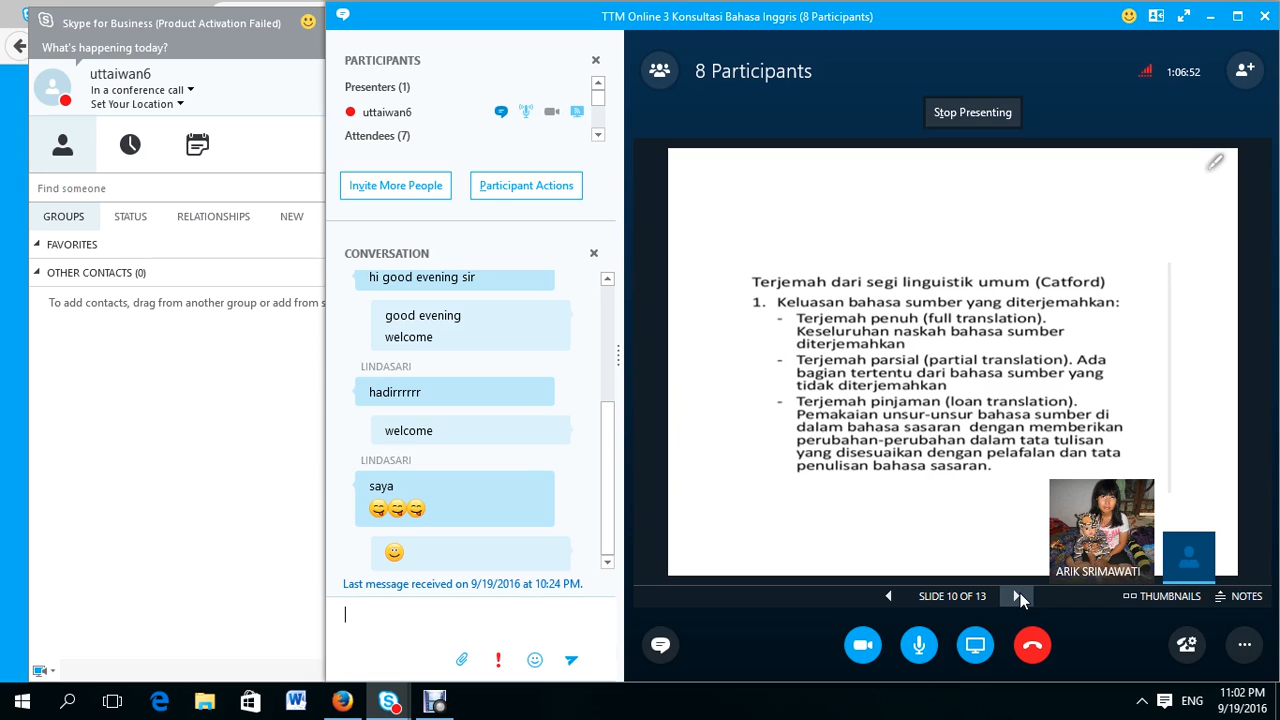 Skype for Business (Product Activation Failed)
What's happening today?
uttaiwan6
In a conference call
Set Your Location
Find someone
GROUPS STATUS RELATIONSHIPS NEW
FAVORITES
OTHER CONTACTS (0)
To add contacts, drag from another group or add from s
TTM Online 3 Konsultasi Bahasa Inggris (8 Participants)
PARTICIPANTS
Presenters (1)
uttaiwan6
Attendees (7)
Invite More People
Participant Actions
CONVERSATION
hi good evening sir
good evening
welcome
LINDASARI
hadirrrrrr
welcome
LINDASARI
saya
Last message received on 9/19/2016 at 10:24 PM.
8 Participants
1:06:52
Stop Presenting
Terjemah dari segi linguistik umum (Catford)
1. Keluasan bahasa sumber yang diterjemahkan:
- Terjemah penuh (full translation).
Keseluruhan naskah bahasa sumber
diterjemahkan
- Terjemah parsial (partial translation). Ada
bagian tertentu dari bahasa sumber yang
tidak diterjemahkan
- Terjemah pinjaman (loan translation).
Pemakaian unsur-unsur bahasa sumber di
dalam bahasa sasaran dengan memberikan
perubahan-perubahan dalam tata tulisan
yang disesuaikan dengan pelafalan dan tata
penulisan bahasa sasaran.
ARIK SRIMAWATI
SLIDE 10 OF 13
THUMBNAILS
NOTES
ENG
11:02 PM
9/19/2016